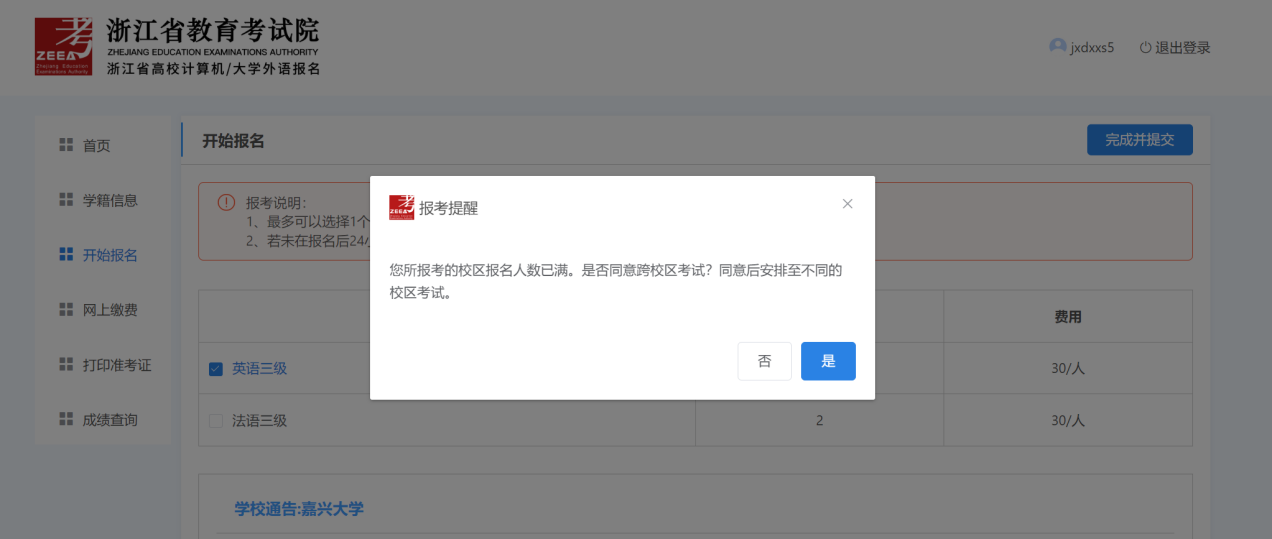 浙江省教育考试院
ZHEJIANG EDUCATION EXAMINATIONS AUTHORITY
浙江省高校计算机/大学外语报名
考
ZEEA
Zhejiang Education
Examinations Authority
jxdxxs5
退出登录
首页
学籍信息
开始报名
网上缴费
打印准考证
成绩查询
开始报名
完成并提交
报考说明：
1、最多可以选择1个
2、若未在报名后24小
报考提醒
您所报考的校区报名人数已满。是否同意跨校区考试？同意后安排至不同的
校区考试。
否
是
费用
英语三级
30/人
法语三级
2
30/人
学校通告:嘉兴大学